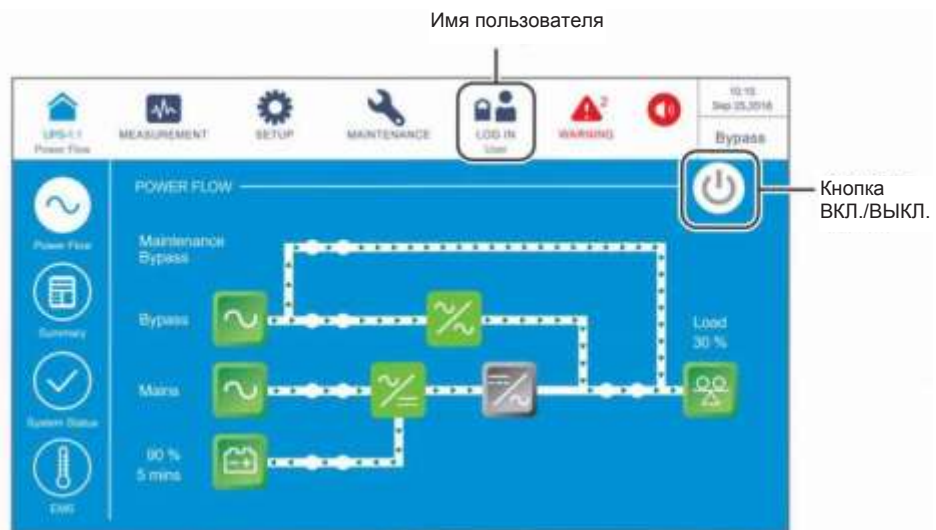 Имя пользователя
10:15
UPS-1.1
Power Flow
MEASUREMENT
SETUP
MAINTENANCE
LOG IN
User
2
WARNING
Sep 25,2018
Bypass
POWER FLOW
Кнопка
ВКЛ./ВЫКЛ.
Power Flow
Maintenance
Bypass
Summary
Bypass
Load
30 %
Mains
System Status
90 %
5 mins
EMS